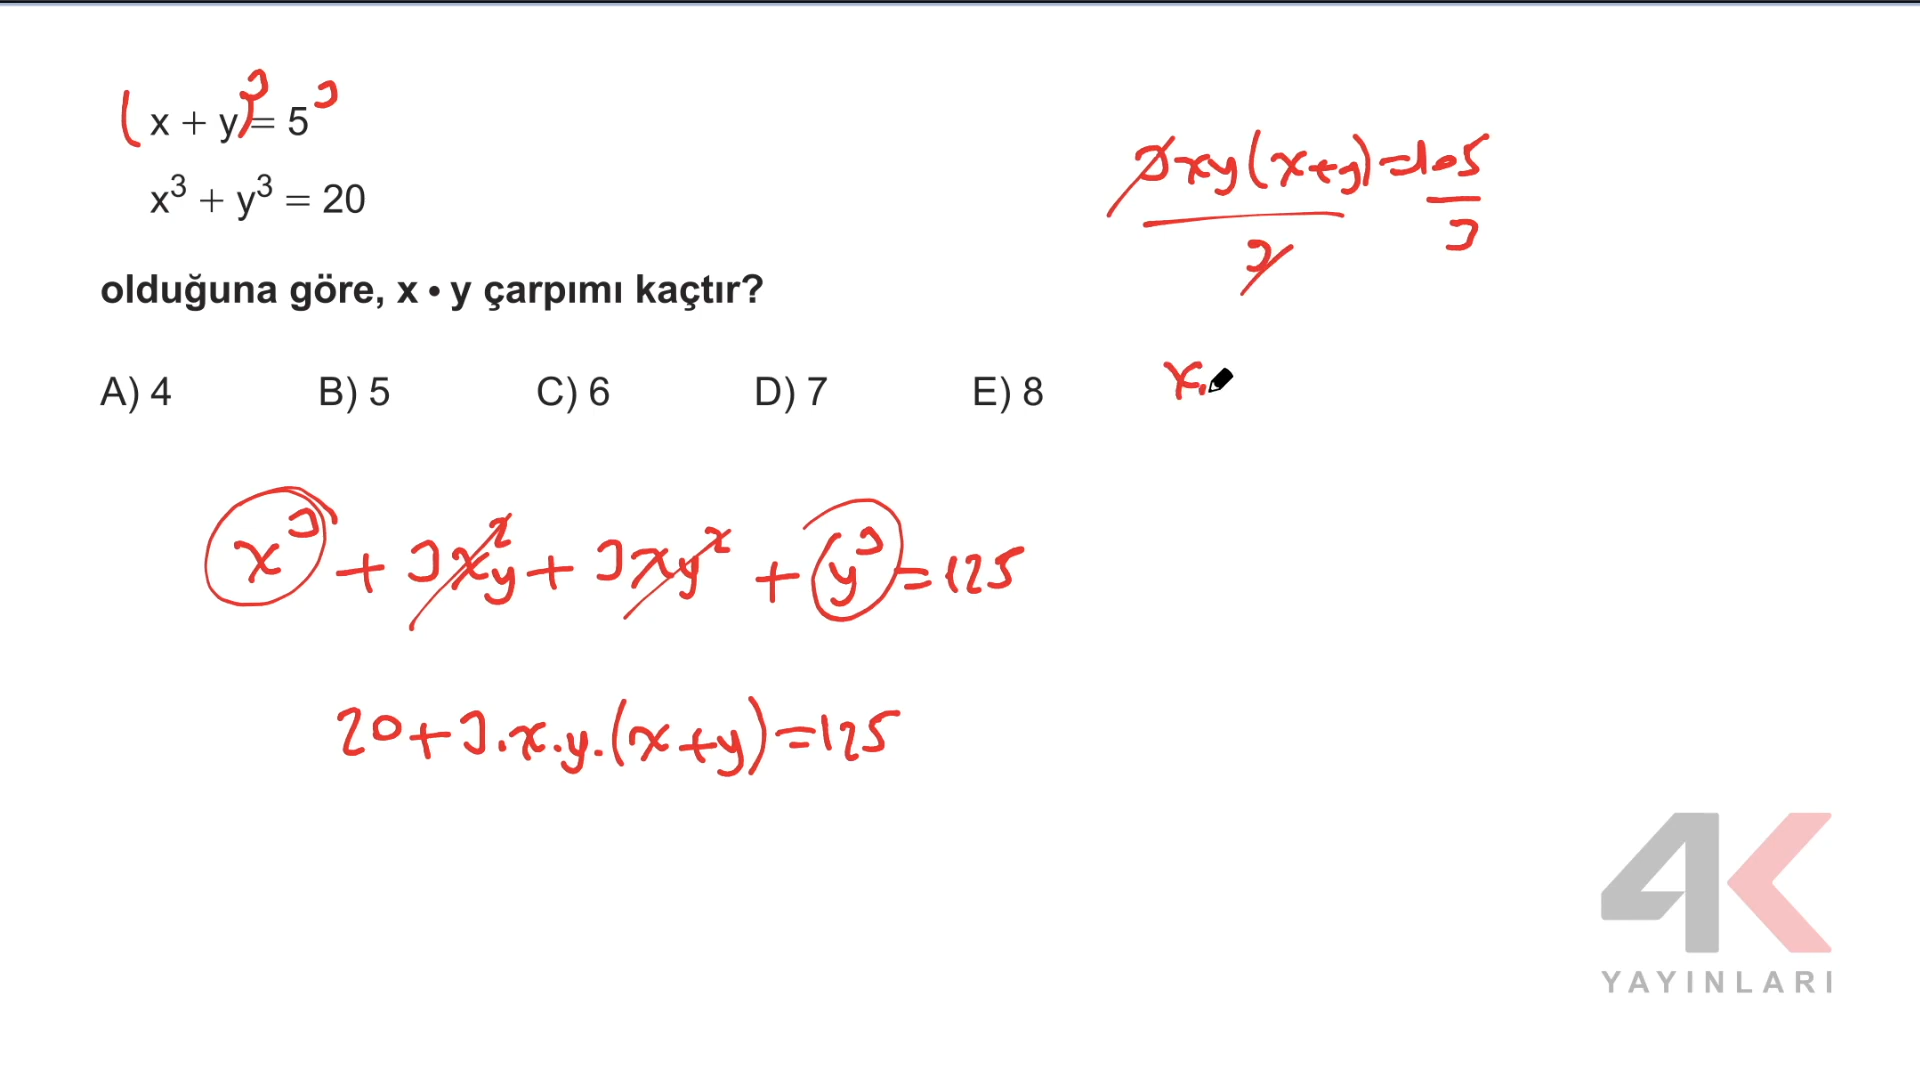 (x + y)³ = 5³
x³ + y³ = 20
olduğuna göre, x • y çarpımı kaçtır?
A) 4 B) 5 C) 6 D) 7 E) 8
x³ + 3x²y + 3xy² + y³ = 125
20 + 3.x.y.(x + y) = 125
3xy(x+y) = 105
3 3
x.
4K
YAYINLARI